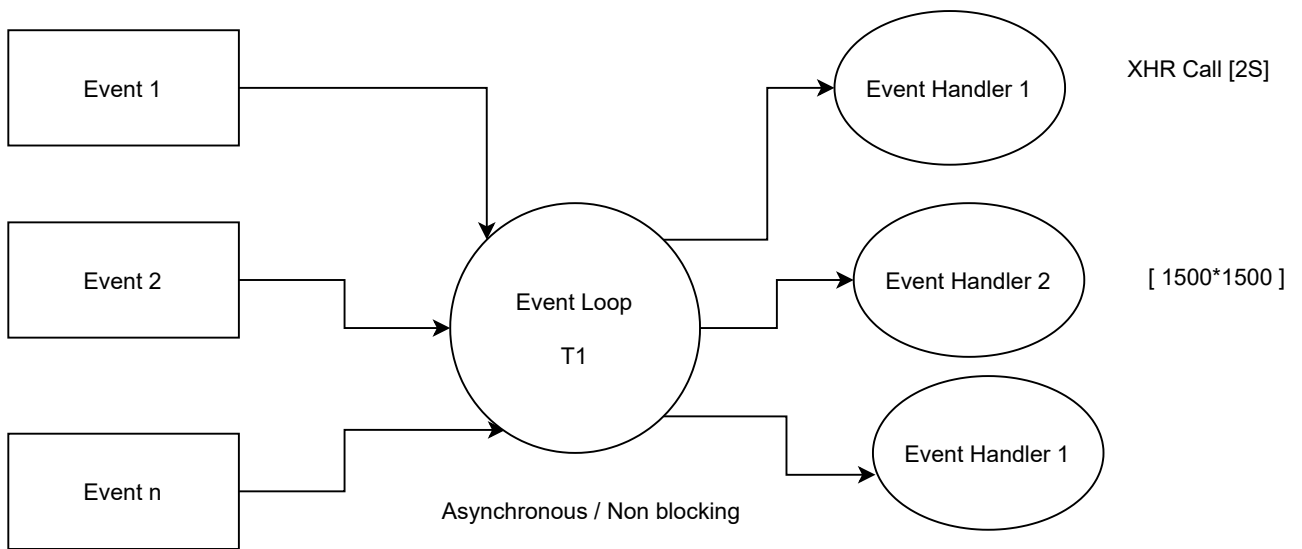 Event 1
Event Handler 1
XHR Call [2S]
Event 2
Event Loop
T1
Event Handler 2
[ 1500*1500 ]
Event n
Event Handler 1
Asynchronous / Non blocking